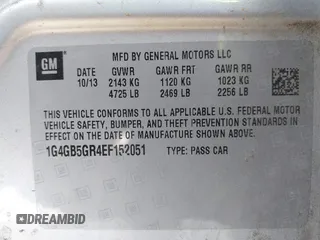 GM
MFD BY GENERAL MOTORS LLC
DATE GVWR GAWR FRT GAWR RR
10/13 2143 KG 1120 KG 1023 KG
4725 LB 2469 LB 2256 LB
THIS VEHICLE CONFORMS TO ALL APPLICABLE U.S. FEDERAL MOTOR
VEHICLE SAFETY, BUMPER, AND THEFT PREVENTION STANDARDS
IN EFFECT ON THE DATE OF MANUFACTURE SHOWN ABOVE.
1G4GB5GR4EF152051 TYPE: PASS CAR
DREAMBID